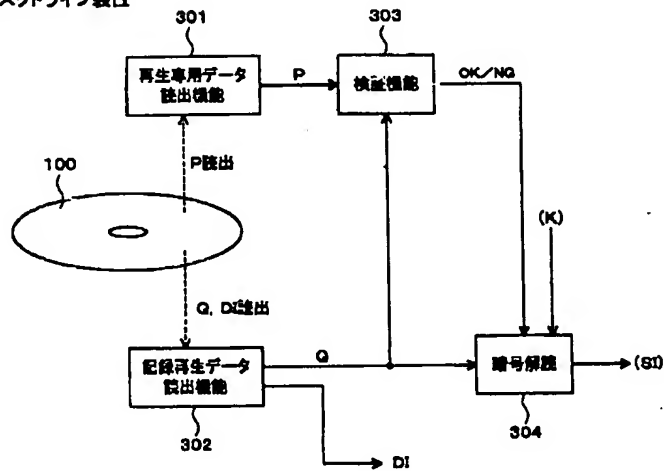 301
303
再生専用データ
読出機能
P
検証機能
OK/NG
P読出
100
(K)
Q, DI読出
記録再生データ
読出機能
Q
暗号解読
(SI)
302
304
DI